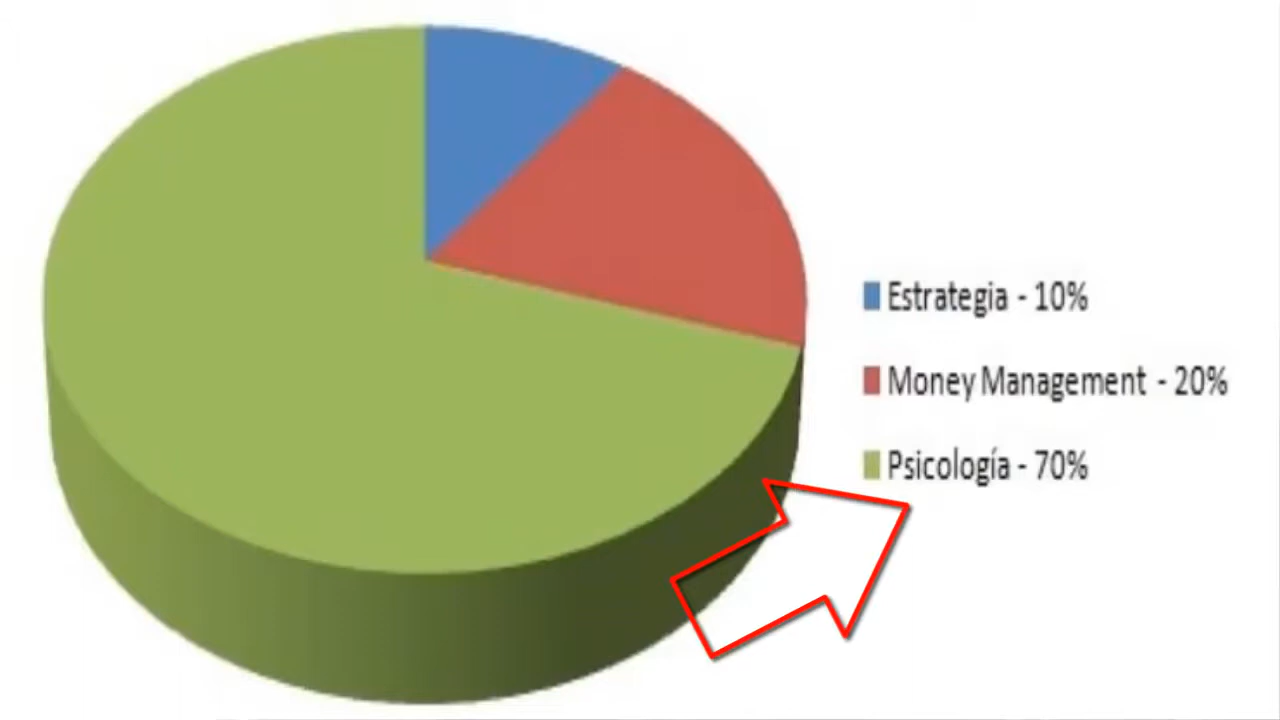 Estrategia - 10%
Money Management - 20%
Psicología - 70%